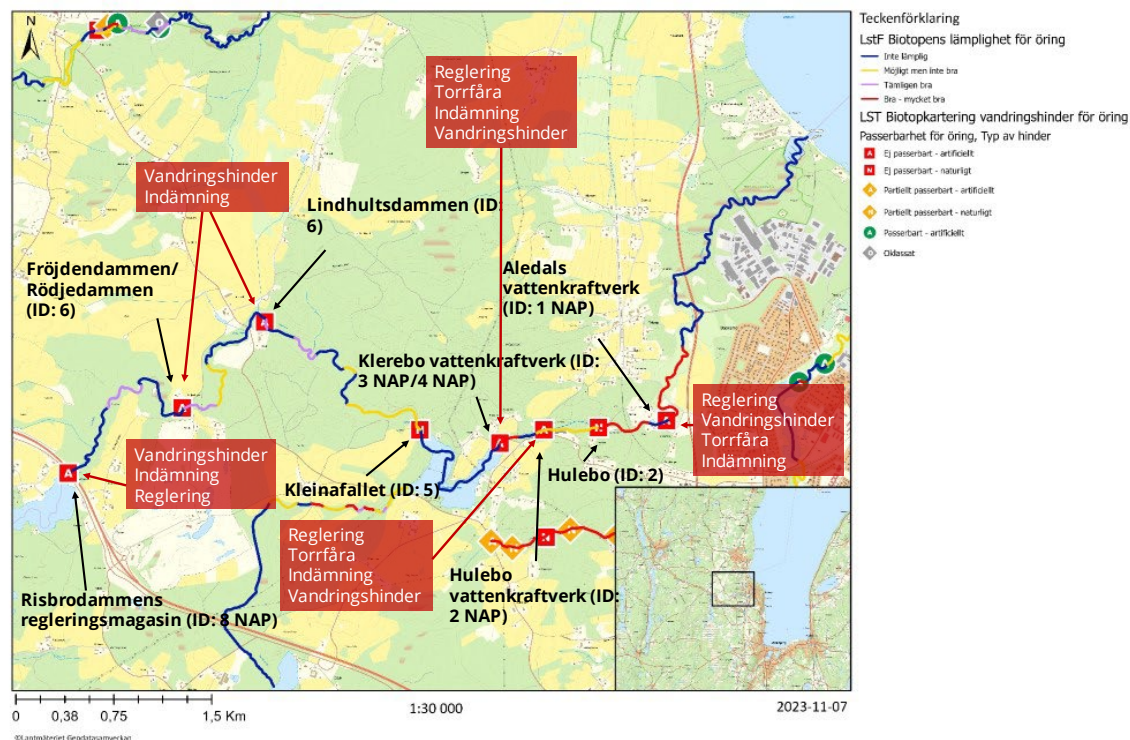 N
Reglering
Torrfåra
Indämning
Vandringshinder
Vandringshinder
Indämning
Lindhultsdammen (ID:
6)
Fröjdendammen/
Rödjedammen
(ID: 6)
Aledals
vattenkraftverk
(ID: 1 NAP)
Klerebo vattenkraftverk (ID:
3 NAP/4 NAP)
Reglering
Vandringshinder
Torrfåra
Indämning
Vandringshinder
Indämning
Reglering
Kleinafallet (ID: 5)
Hulebo (ID: 2)
Reglering
Torrfåra
Indämning
Vandringshinder
Hulebo
vattenkraftverk (ID:
2 NAP)
Risbrodammens
regleringsmagasin (ID: 8 NAP)
Teckenförklaring
LstF Biotopens lämplighet för öring
Inte lämplig
Möjligt men inte bra
Tämligen bra
Bra - mycket bra
LST Biotopkartering vandringshinder för öring
Passerbarhet för öring, Typ av hinder
A Ej passerbart - artificiellt
N Ej passerbart - naturligt
A Partiellt passerbart - artificiellt
N Partiellt passerbart - naturligt
A Passerbart - artificiellt
O Oklassat
0 0,38 0,75 1,5 Km
1:30 000
2023-11-07
©Lantmäteriet Geodatasamverkan